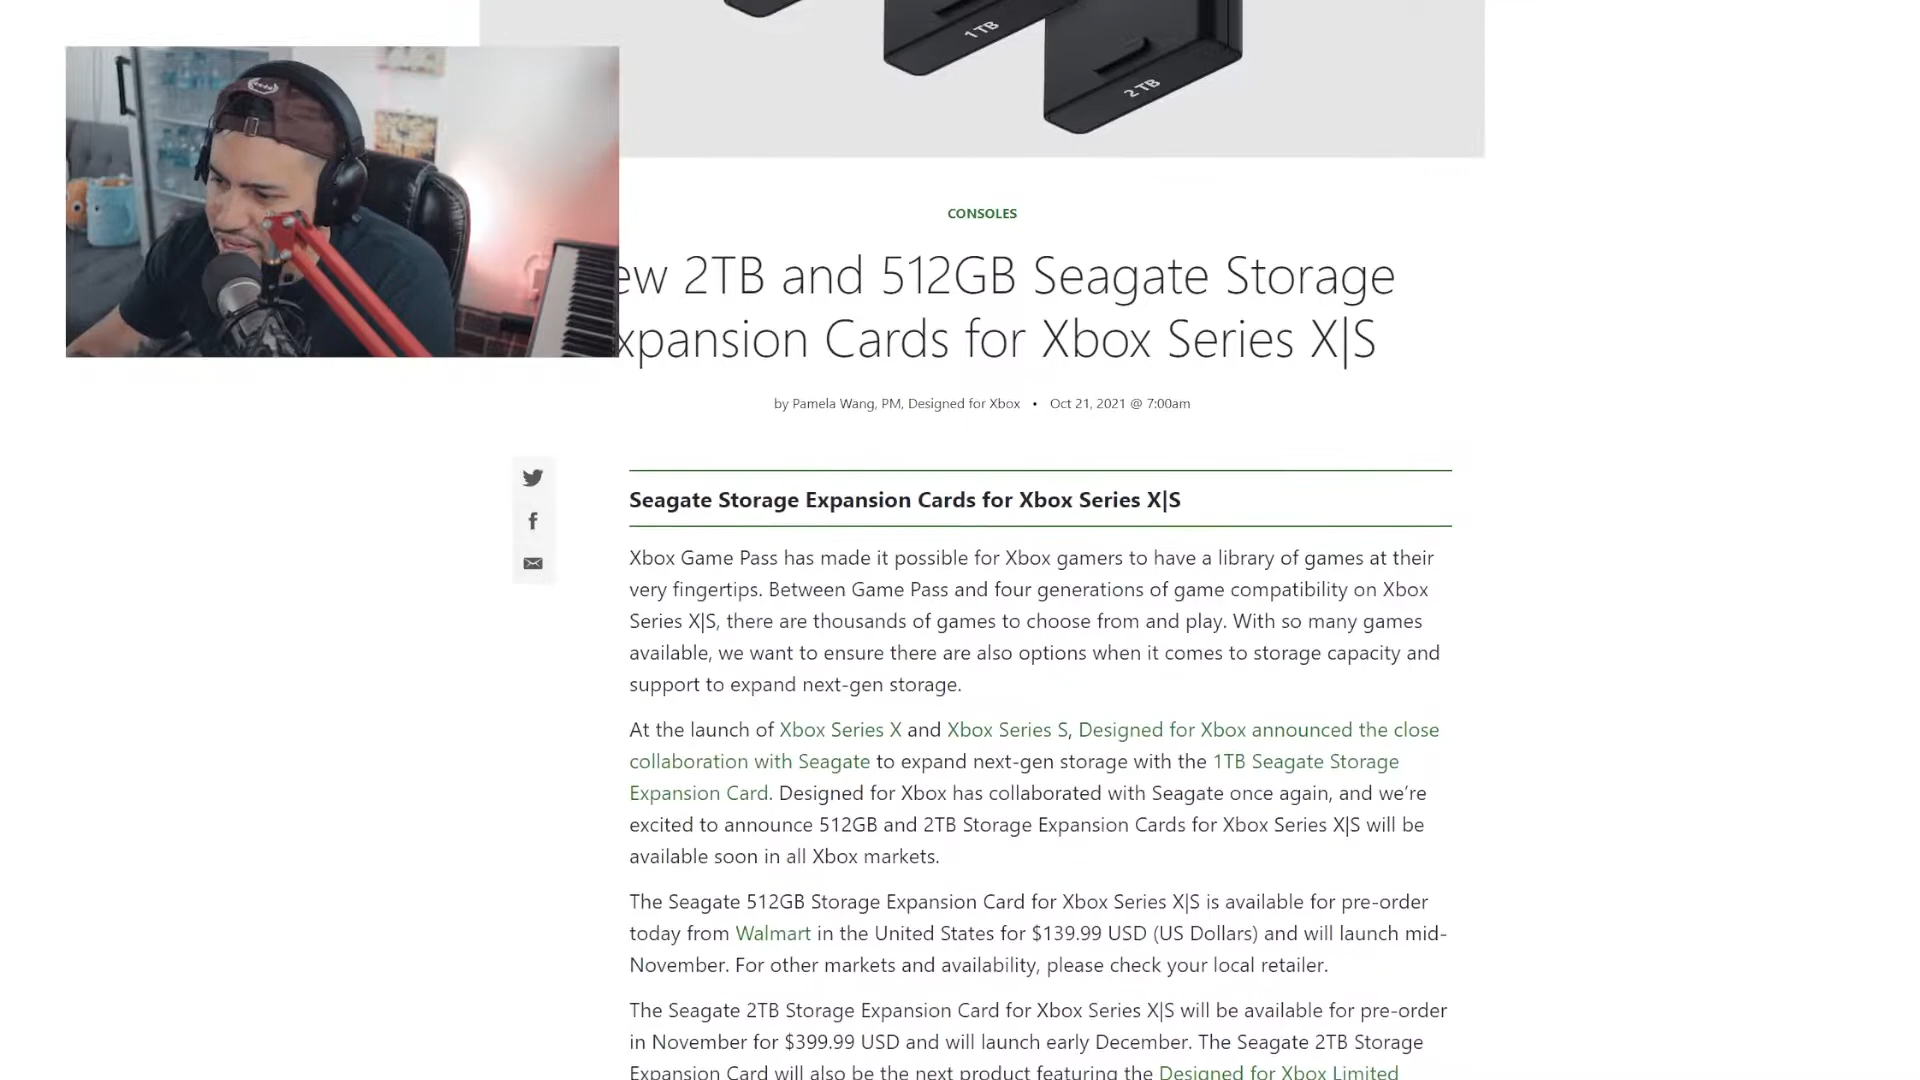 1 TB
2 TB
CONSOLES
2TB and 512GB Seagate Storage
Cards for Xbox Series X|S
by Pamela Wang, PM, Designed for Xbox • Oct 21, 2021 @ 7:00am
Seagate Storage Expansion Cards for Xbox Series X|S
Xbox Game Pass has made it possible for Xbox gamers to have a library of games at their
very fingertips. Between Game Pass and four generations of game compatibility on Xbox
Series X|S, there are thousands of games to choose from and play. With so many games
available, we want to ensure there are also options when it comes to storage capacity and
support to expand next-gen storage.
At the launch of Xbox Series X and Xbox Series S, Designed for Xbox announced the close
collaboration with Seagate to expand next-gen storage with the 1TB Seagate Storage
Expansion Card. Designed for Xbox has collaborated with Seagate once again, and we’re
excited to announce 512GB and 2TB Storage Expansion Cards for Xbox Series X|S will be
available soon in all Xbox markets.
The Seagate 512GB Storage Expansion Card for Xbox Series X|S is available for pre-order
today from Walmart in the United States for $139.99 USD (US Dollars) and will launch mid-
November. For other markets and availability, please check your local retailer.
The Seagate 2TB Storage Expansion Card for Xbox Series X|S will be available for pre-order
in November for $399.99 USD and will launch early December. The Seagate 2TB Storage
Expansion Card will also be the next product featuring the Designed for Xbox Limited